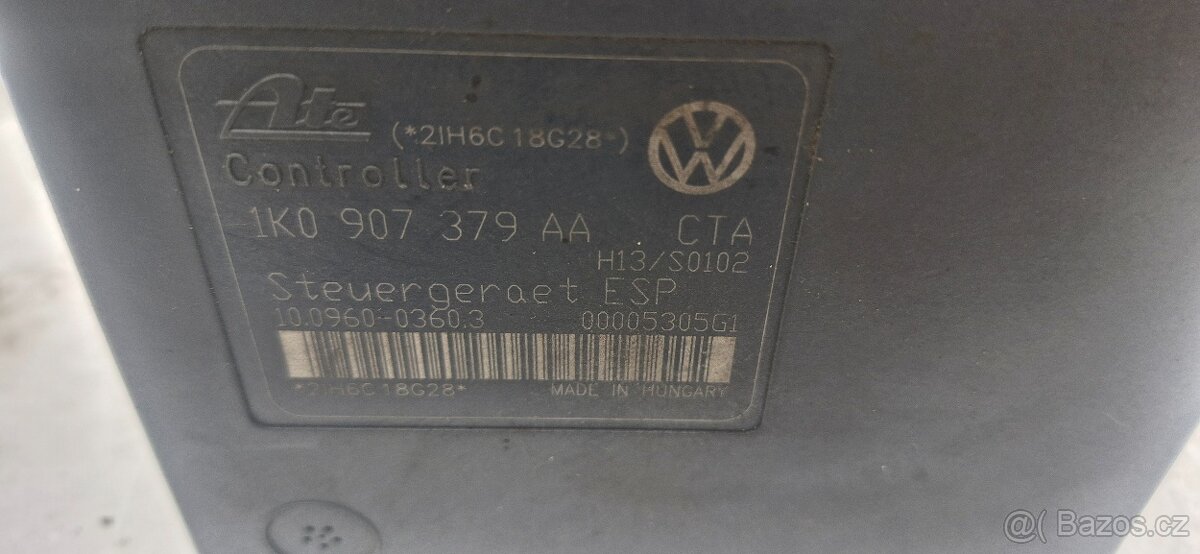 Ate (*2IH6C18G28*)
Controller
1K0 907 379 AA CTA
H13/S0102
Steuergeraet ESP
10.0960-0360.3 00005305G1
*2IH6C18G28* MADE IN HUNGARY
@( Bazos.cz